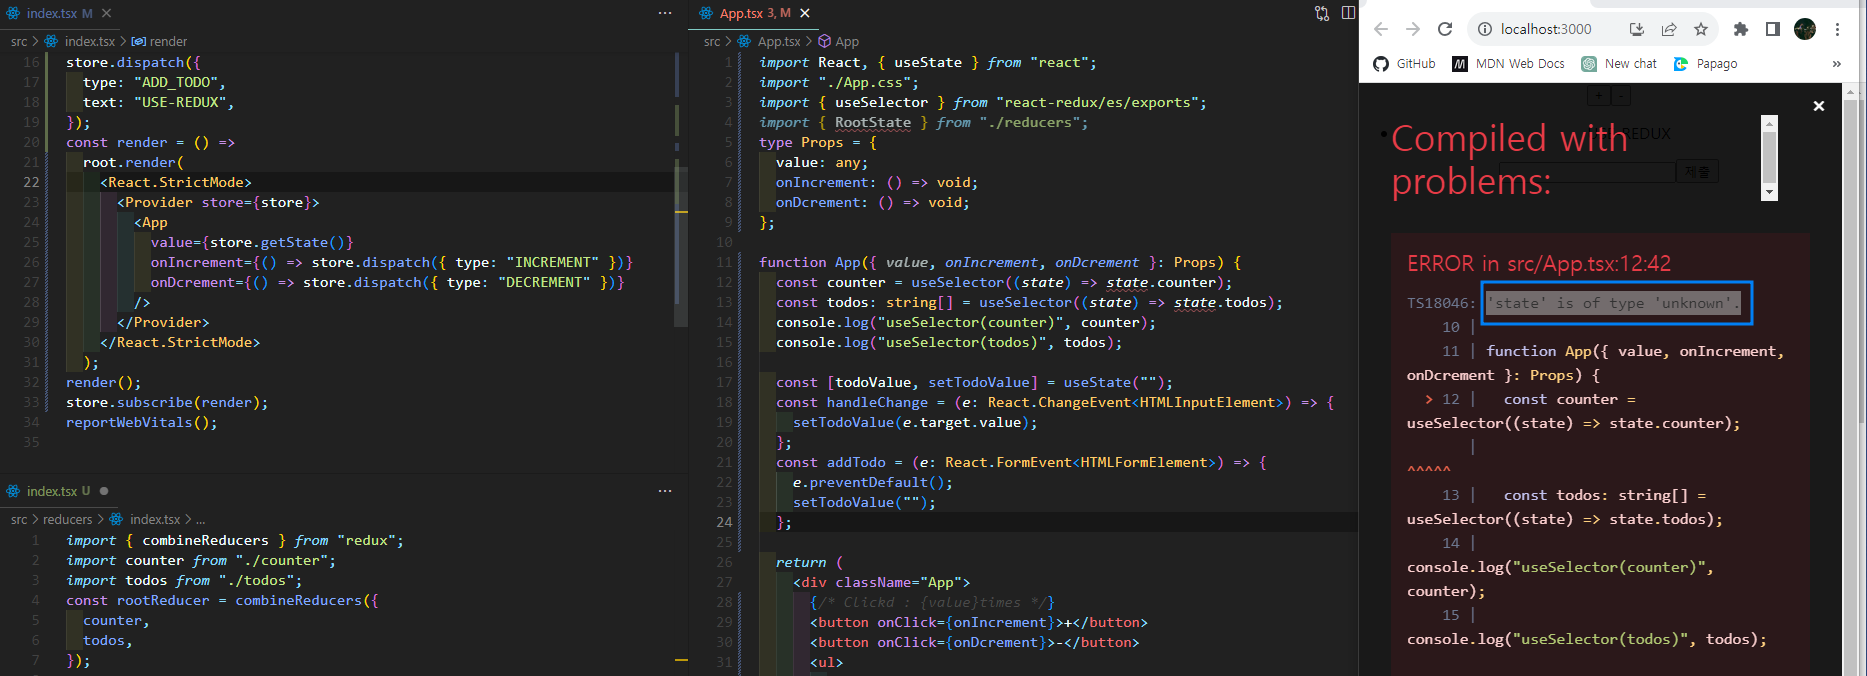 index.tsx M
src > index.tsx > render
16 store.dispatch({
17 type: "ADD_TODO",
18 text: "USE-REDUX",
19 });
20 const render = () =>
21 root.render(
22 <React.StrictMode>
23 <Provider store={store}>
24 <App
25 value={store.getState()}
26 onIncrement={() => store.dispatch({ type: "INCREMENT" })}
27 onDcrement={() => store.dispatch({ type: "DECREMENT" })}
28 />
29 </Provider>
30 </React.StrictMode>
31 );
32 render();
33 store.subscribe(render);
34 reportWebVitals();
35
index.tsx U
src > reducers > index.tsx > ...
1 import { combineReducers } from "redux";
2 import counter from "./counter";
3 import todos from "./todos";
4 const rootReducer = combineReducers({
5 counter,
6 todos,
7 });
App.tsx 3, M
src > App.tsx > App
1 import React, { useState } from "react";
2 import "./App.css";
3 import { useSelector } from "react-redux/es/exports";
4 import { RootState } from "./reducers";
5 type Props = {
6 value: any;
7 onIncrement: () => void;
8 onDcrement: () => void;
9 };
10
11 function App({ value, onIncrement, onDcrement }: Props) {
12 const counter = useSelector((state) => state.counter);
13 const todos: string[] = useSelector((state) => state.todos);
14 console.log("useSelector(counter)", counter);
15 console.log("useSelector(todos)", todos);
16
17 const [todoValue, setTodoValue] = useState("");
18 const handleChange = (e: React.ChangeEvent<HTMLInputElement>) => {
19 setTodoValue(e.target.value);
20 };
21 const addTodo = (e: React.FormEvent<HTMLFormElement>) => {
22 e.preventDefault();
23 setTodoValue("");
24 };
25
26 return (
27 <div className="App">
28 {/* Clickd : {value}times */}
29 <button onClick={onIncrement}>+</button>
30 <button onClick={onDcrement}>-</button>
31 <ul>
localhost:3000
GitHub MDN Web Docs New chat Papago »
+ -
REDUX
제출
Compiled with
problems:
ERROR in src/App.tsx:12:42
TS18046: 'state' is of type 'unknown'.
10 |
11 | function App({ value, onIncrement,
onDcrement }: Props) {
> 12 | const counter =
useSelector((state) => state.counter);
|
^^^^^
13 | const todos: string[] =
useSelector((state) => state.todos);
14 |
console.log("useSelector(counter)",
counter);
15 |
console.log("useSelector(todos)", todos);